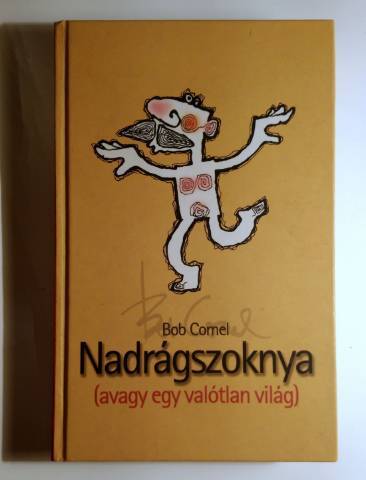 Bob Cornel
Nadrágszoknya
(avagy egy valótlan világ)